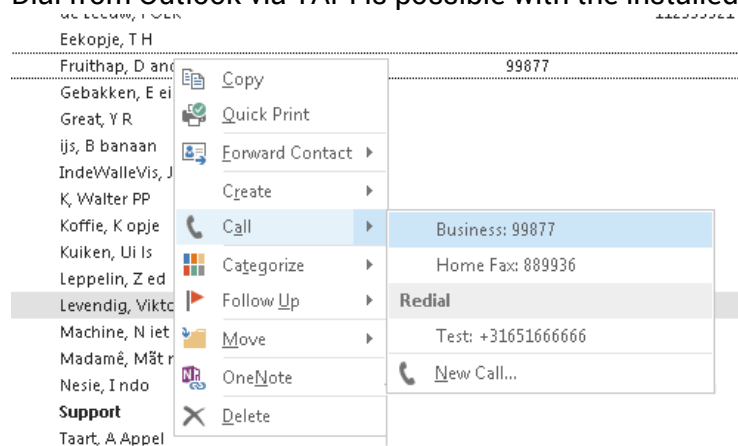 Dial from Outlook via TAPI is possible with the installed
Eekopje, T H
Fruithap, D and 99877
Gebakken, E ei
Great, Y R
ijs, B banaan
IndeWalleVis, J
K, Walter PP
Koffie, K opje
Kuiken, Ui ls
Leppelin, Z ed
Levendig, Vikto
Machine, N iet
Madamê, Mãt r
Nesie, I ndo
Support
Taart, A Appel
Copy
Quick Print
Forward Contact
Create
Call
Categorize
Follow Up
Move
OneNote
Delete
Business: 99877
Home Fax: 889936
Redial
Test: +31651666666
New Call...